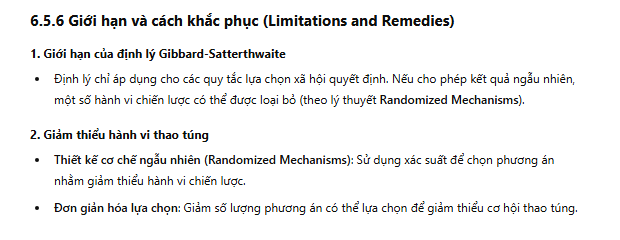 6.5.6 Giới hạn và cách khắc phục (Limitations and Remedies)
1. Giới hạn của định lý Gibbard-Satterthwaite
• Định lý chỉ áp dụng cho các quy tắc lựa chọn xã hội quyết định. Nếu cho phép kết quả ngẫu nhiên,
một số hành vi chiến lược có thể được loại bỏ (theo lý thuyết Randomized Mechanisms).
2. Giảm thiểu hành vi thao túng
• Thiết kế cơ chế ngẫu nhiên (Randomized Mechanisms): Sử dụng xác suất để chọn phương án
nhằm giảm thiểu hành vi chiến lược.
• Đơn giản hóa lựa chọn: Giảm số lượng phương án có thể lựa chọn để giảm thiểu cơ hội thao túng.